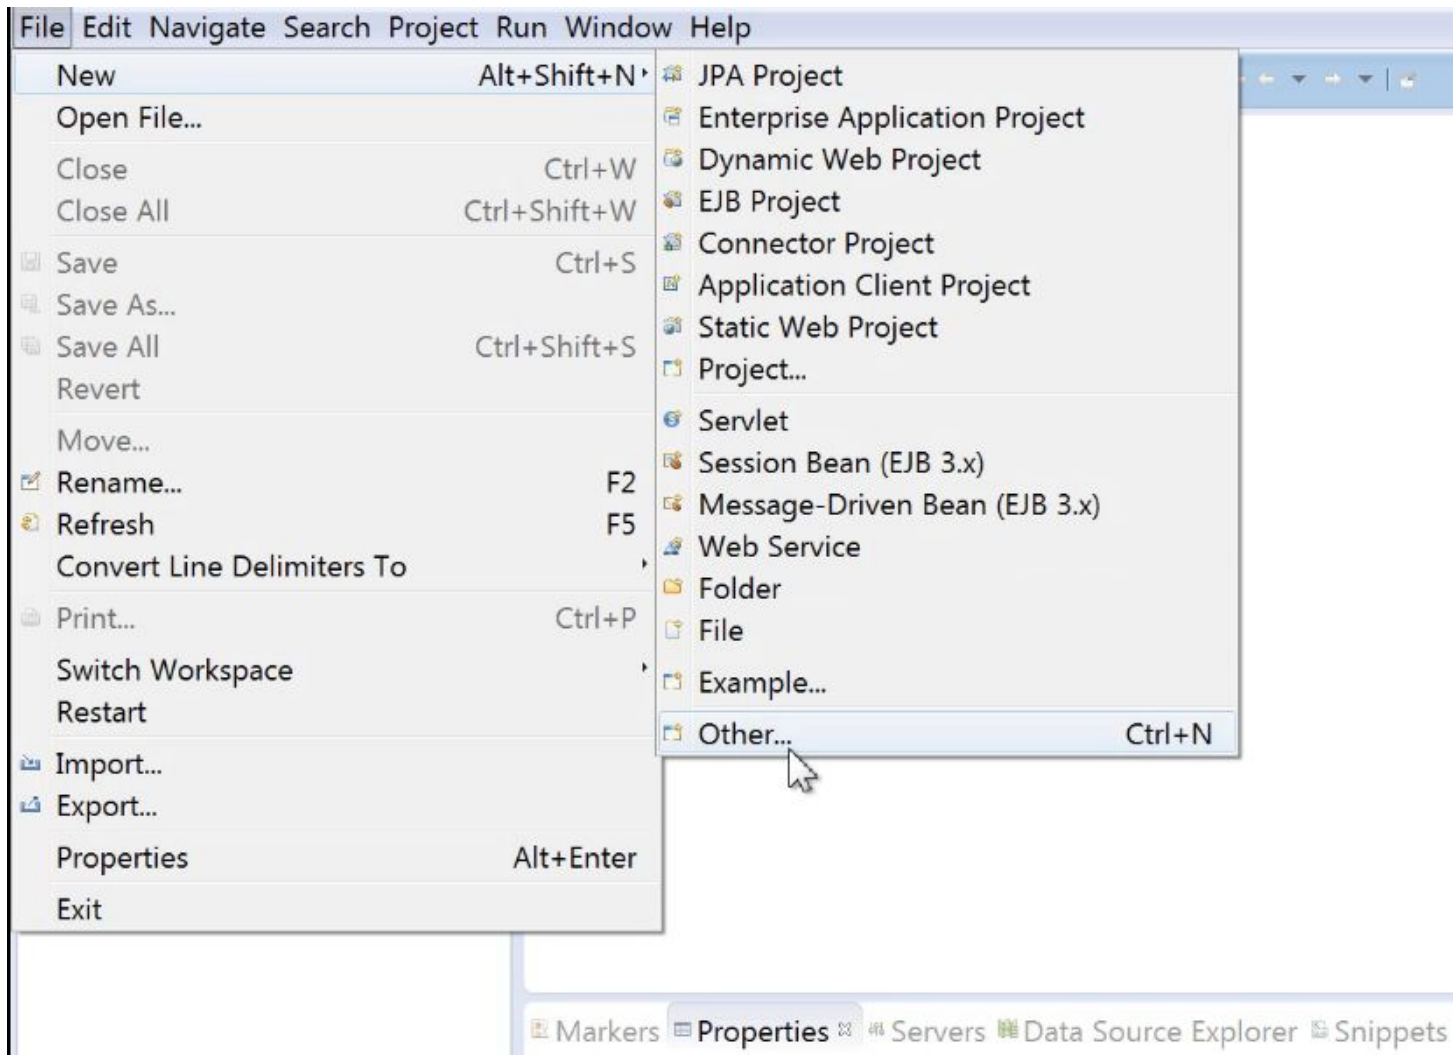 File Edit Navigate Search Project Run Window Help
New Alt+Shift+N
Open File...
Close Ctrl+W
Close All Ctrl+Shift+W
Save Ctrl+S
Save As...
Save All Ctrl+Shift+S
Revert
Move...
Rename... F2
Refresh F5
Convert Line Delimiters To
Print... Ctrl+P
Switch Workspace
Restart
Import...
Export...
Properties Alt+Enter
Exit
JPA Project
Enterprise Application Project
Dynamic Web Project
EJB Project
Connector Project
Application Client Project
Static Web Project
Project...
Servlet
Session Bean (EJB 3.x)
Message-Driven Bean (EJB 3.x)
Web Service
Folder
File
Example...
Other... Ctrl+N
Markers Properties Servers Data Source Explorer Snippets